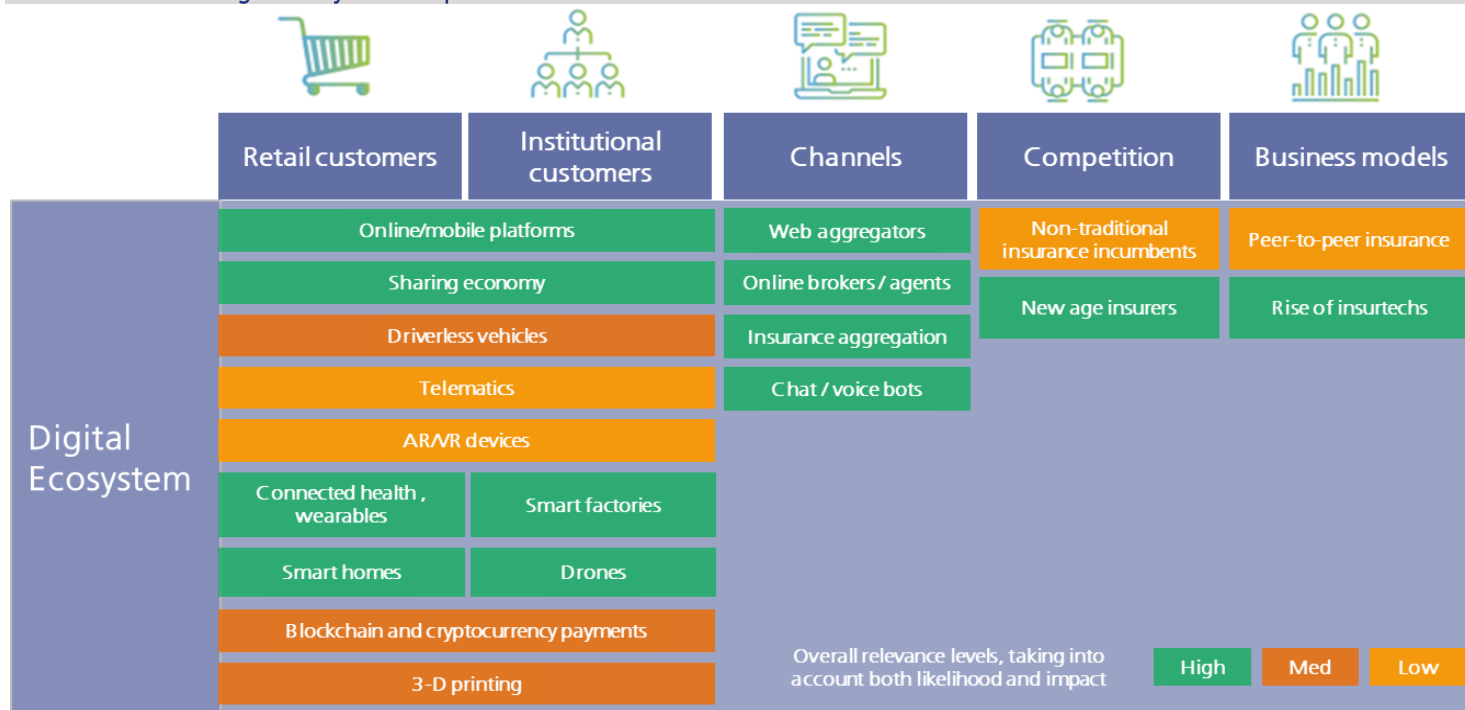 Retail customers
Institutional
customers
Channels
Competition
Business models
Digital
Ecosystem
Online/mobile platforms
Sharing economy
Driverless vehicles
Telematics
AR/VR devices
Connected health ,
wearables
Smart factories
Smart homes
Drones
Blockchain and cryptocurrency payments
3-D printing
Web aggregators
Online brokers / agents
Insurance aggregation
Chat / voice bots
Non-traditional
insurance incumbents
New age insurers
Peer-to-peer insurance
Rise of insurtechs
Overall relevance levels, taking into
account both likelihood and impact
High
Med
Low